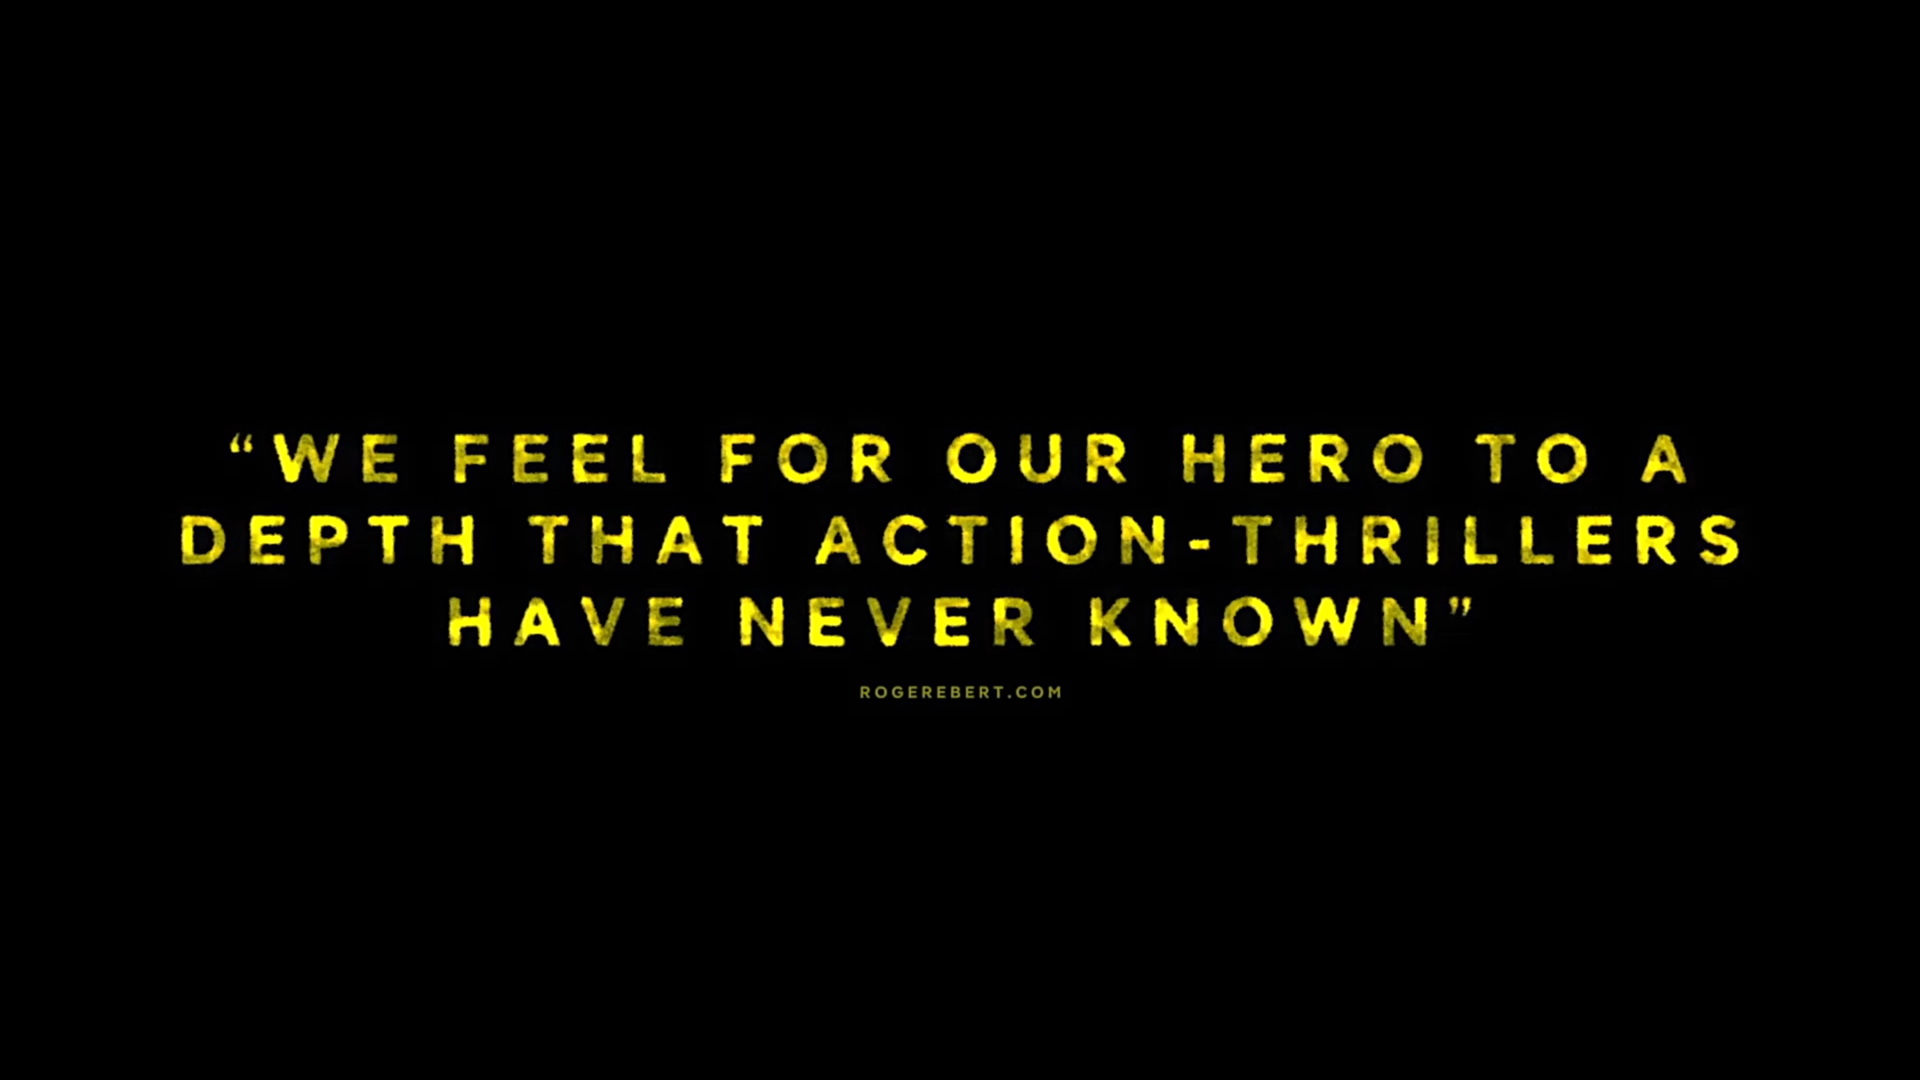 “WE FEEL FOR OUR HERO TO A
DEPTH THAT ACTION-THRILLERS
HAVE NEVER KNOWN”
ROGEREBERT.COM